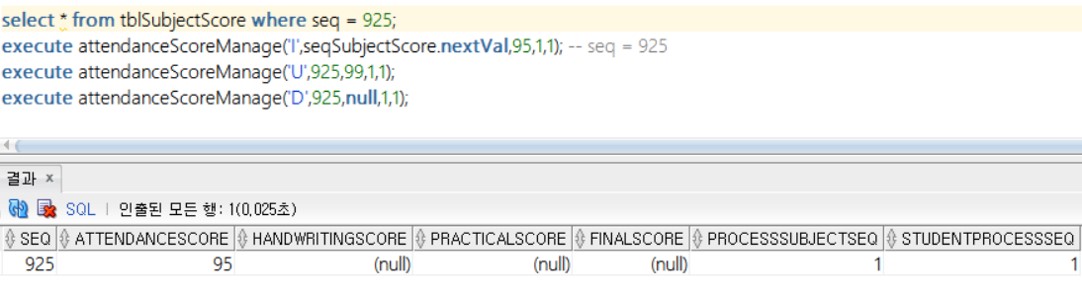 select * from tblSubjectScore where seq = 925;
execute attendanceScoreManage('I',seqSubjectScore.nextVal,95,1,1); -- seq = 925
execute attendanceScoreManage('U',925,99,1,1);
execute attendanceScoreManage('D',925,null,1,1);
결과 ×
SQL | 인출된 모든 행: 1(0,025초)
SEQ ATTENDANCESCORE HANDWRITINGSCORE PRACTICALSCORE FINALSCORE PROCESSSUBJECTSEQ STUDENTPROCESSSEQ
925 95 (null) (null) (null) 1 1